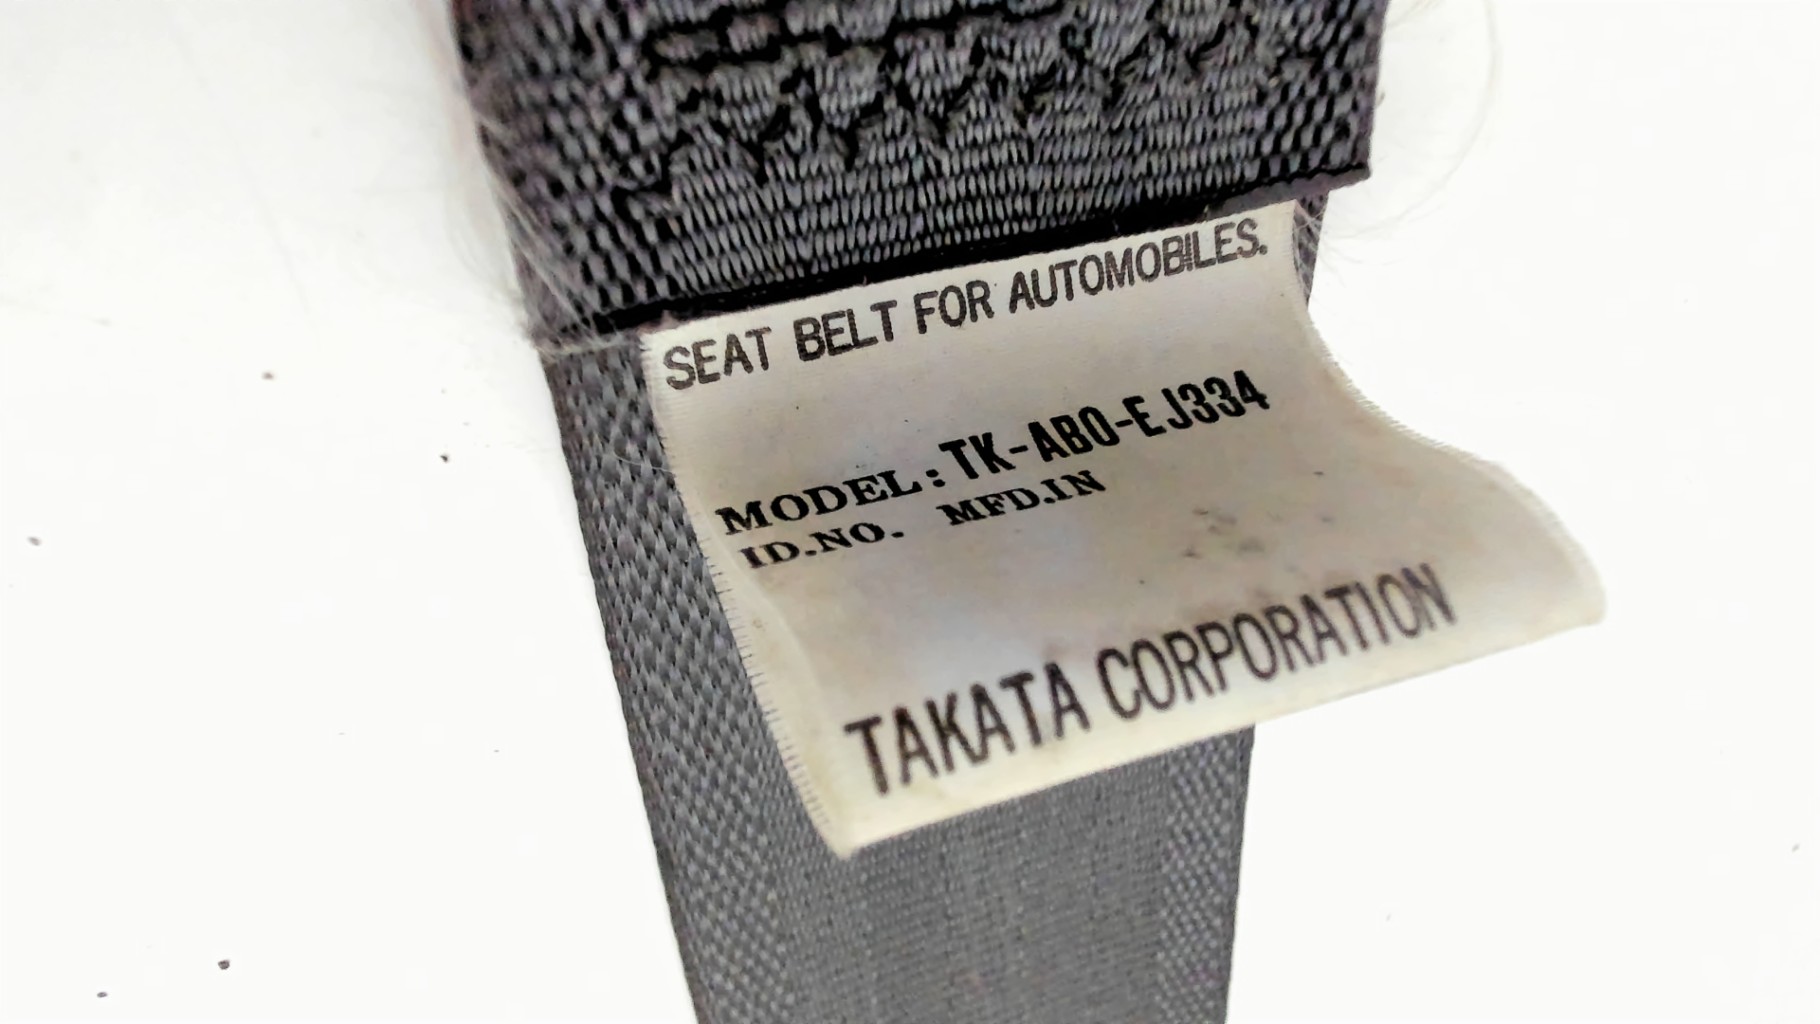 SEAT BELT FOR AUTOMOBILES.
MODEL: TK-AB0-EJ334
ID.NO. MFD.IN
TAKATA CORPORATION